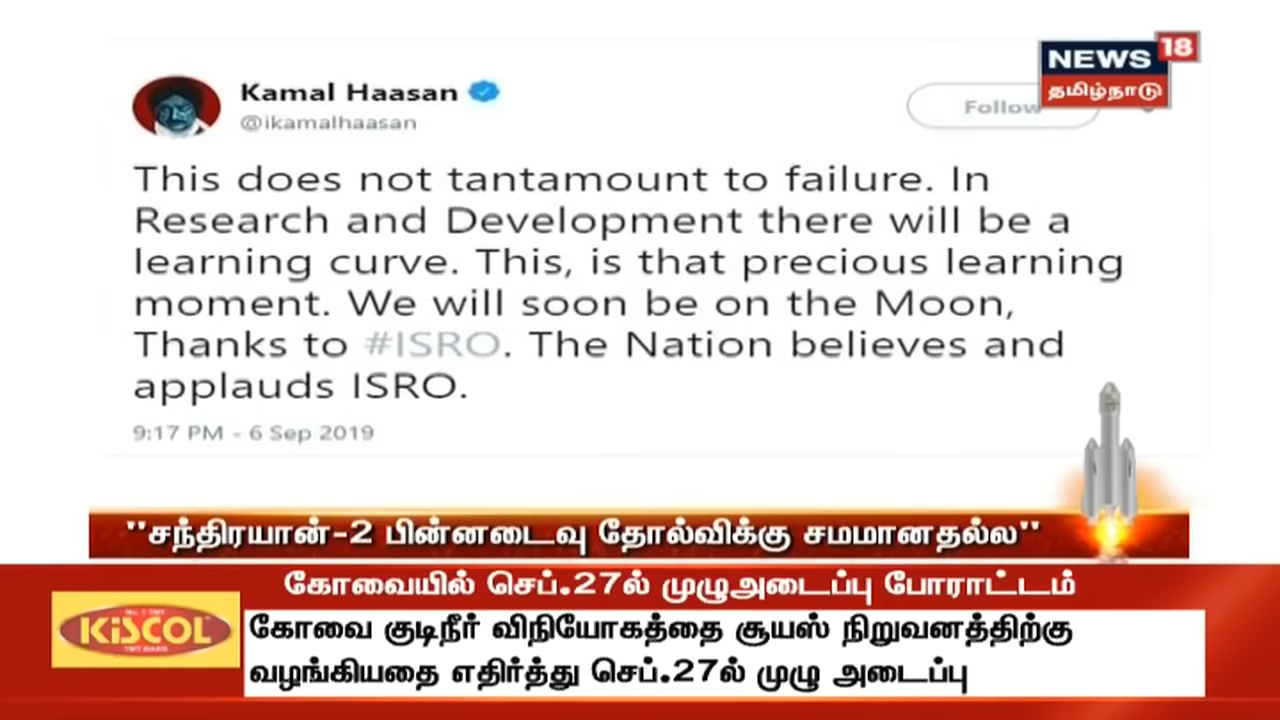 NEWS 18
தமிழ்நாடு
Kamal Haasan
@ikamalhaasan
Follow
This does not tantamount to failure. In
Research and Development there will be a
learning curve. This, is that precious learning
moment. We will soon be on the Moon,
Thanks to #ISRO. The Nation believes and
applauds ISRO.
9:17 PM - 6 Sep 2019
"சந்திரயான்-2 பின்னடைவு தோல்விக்கு சமமானதல்ல"
கோவையில் செப்.27ல் முழுஅடைப்பு போராட்டம்
KiSCOL
கோவை குடிநீர் விநியோகத்தை சூயஸ் நிறுவனத்திற்கு
வழங்கியதை எதிர்த்து செப்.27ல் முழு அடைப்பு